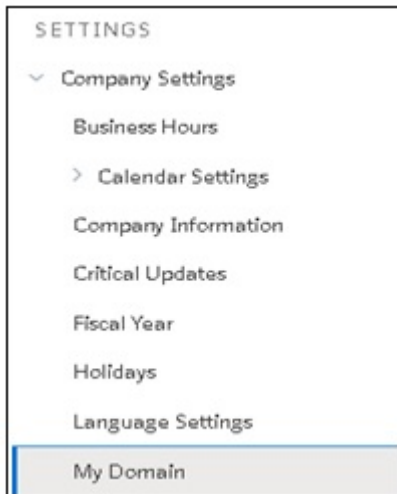 SETTINGS
Company Settings
Business Hours
Calendar Settings
Company Information
Critical Updates
Fiscal Year
Holidays
Language Settings
My Domain